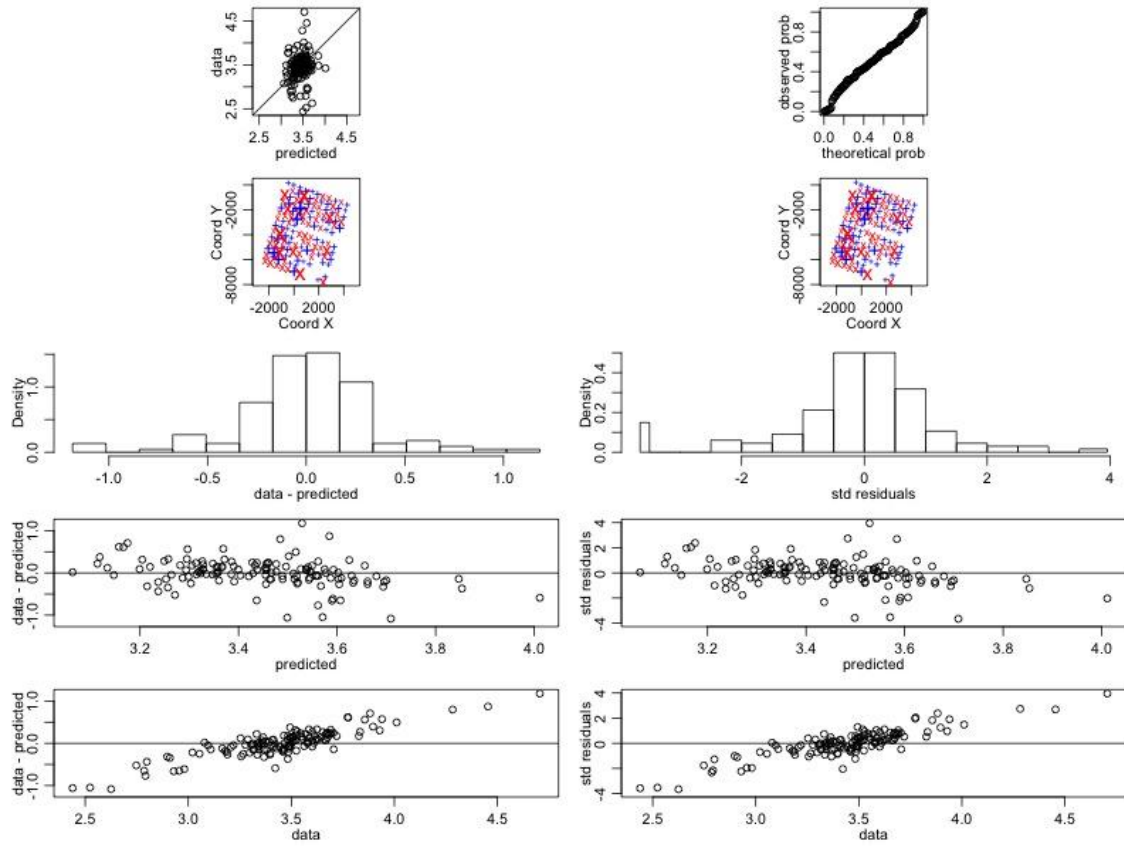 data
2.5 3.5 4.5
2.5 3.5 4.5
predicted
observed prob
0.0 0.4 0.8
0.0 0.4 0.8
theoretical prob
Coord Y
-8000 -2000
-2000 2000
Coord X
Coord Y
-8000 -2000
-2000 2000
Coord X
Density
0.0 1.0
-1.0 -0.5 0.0 0.5 1.0
data - predicted
Density
0.0 0.2 0.4
-2 0 2 4
std residuals
data - predicted
-1.0 0.0 1.0
3.2 3.4 3.6 3.8 4.0
predicted
std residuals
-4 0 2 4
3.2 3.4 3.6 3.8 4.0
predicted
data - predicted
-1.0 0.0 1.0
2.5 3.0 3.5 4.0 4.5
data
std residuals
-4 0 2 4
2.5 3.0 3.5 4.0 4.5
data